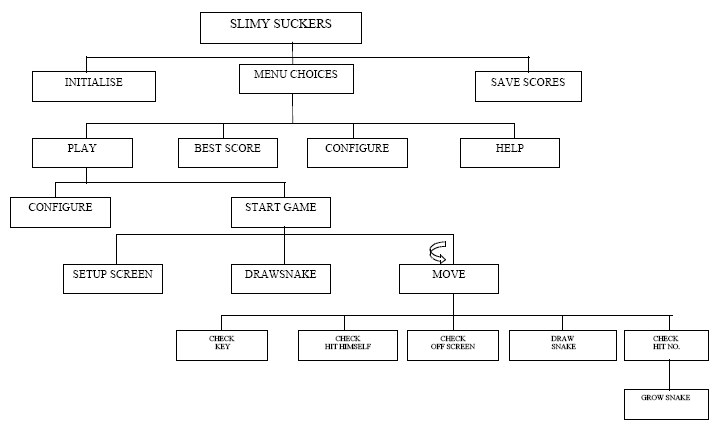 SLIMY SUCKERS
INITIALISE
MENU CHOICES
SAVE SCORES
PLAY
BEST SCORE
CONFIGURE
HELP
CONFIGURE
START GAME
SETUP SCREEN
DRAWSNAKE
MOVE
CHECK
KEY
CHECK
HIT HIMSELF
CHECK
OFF SCREEN
DRAW
SNAKE
CHECK
HIT NO.
GROW SNAKE